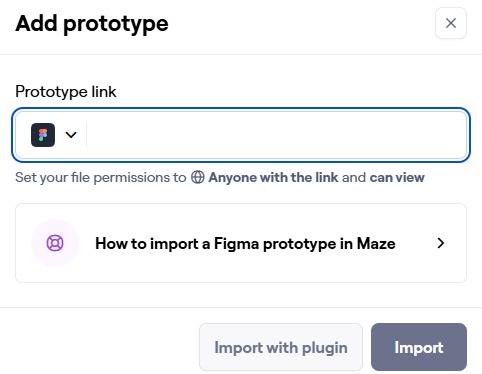 Add prototype
Prototype link
Set your file permissions to Anyone with the link and can view
How to import a Figma prototype in Maze
Import with plugin
Import